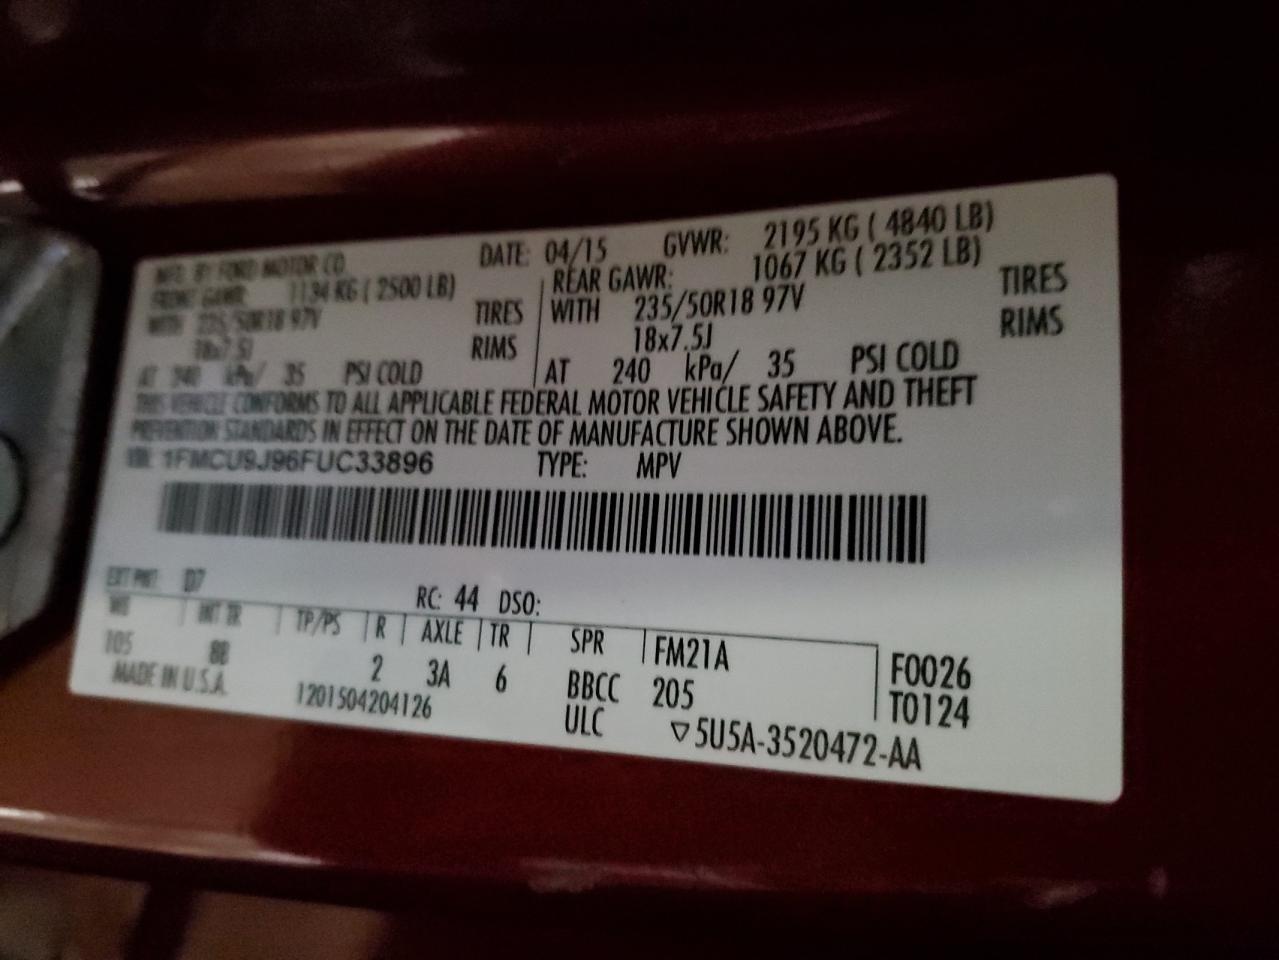 MFD. BY FORD MOTOR CO. DATE: 04/15 GVWR: 2195 KG ( 4840 LB)
FRONT GAWR: 1134 KG ( 2500 LB) REAR GAWR: 1067 KG ( 2352 LB)
WITH 235/50R18 97V TIRES WITH 235/50R18 97V TIRES
18x7.5J RIMS 18x7.5J RIMS
AT 240 kPa/ 35 PSI COLD AT 240 kPa/ 35 PSI COLD
THIS VEHICLE CONFORMS TO ALL APPLICABLE FEDERAL MOTOR VEHICLE SAFETY AND THEFT
PREVENTION STANDARDS IN EFFECT ON THE DATE OF MANUFACTURE SHOWN ABOVE.
VIN: 1FMCU9J96FUC33896 TYPE: MPV
EXT PNT: D7 RC: 44 DSO:
WB INT TR TP/PS R AXLE TR SPR FM21A F0026
105 8B 2 3A 6 BBCC 205 T0124
MADE IN U.S.A. 1201504204126 ULC ▽5U5A-3520472-AA